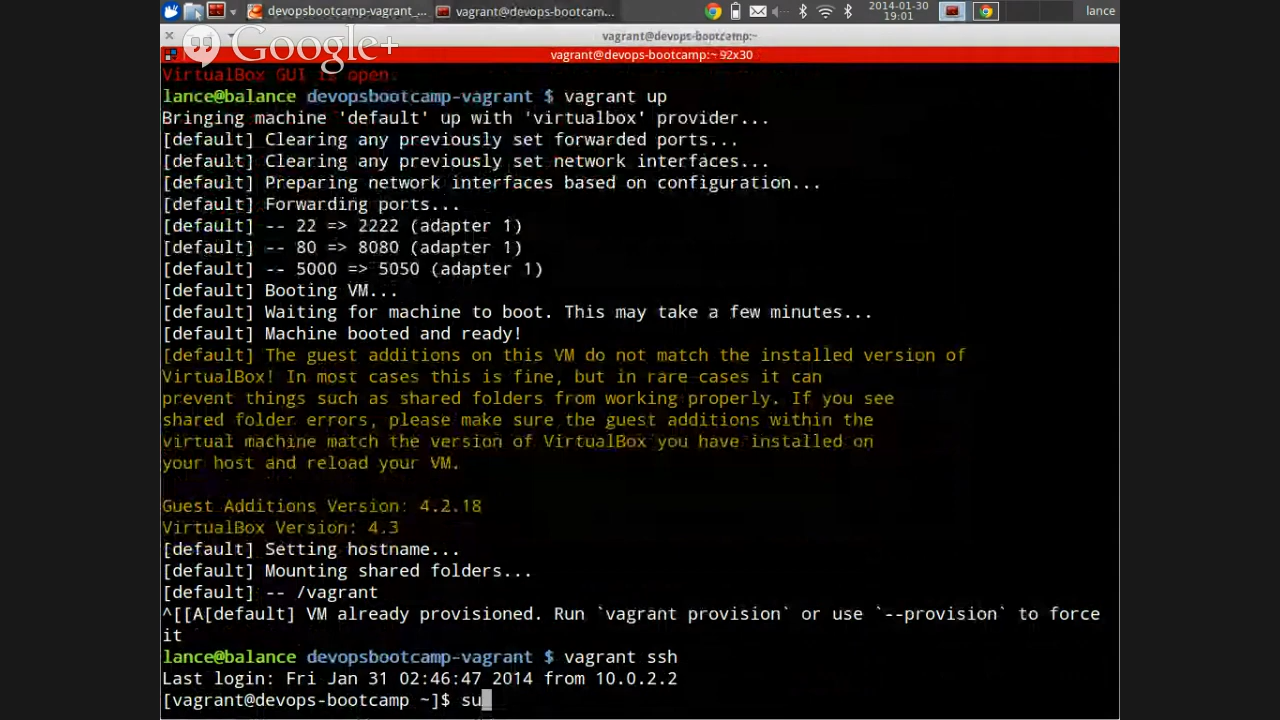 devopsbootcamp-vagrant ...
vagrant@devops-bootcam...
2014-01-30
19:01
lance
vagrant@devops-bootcamp:~
Google+
vagrant@devops-bootcamp:~ 92x30
VirtualBox GUI is open.
lance@balance devopsbootcamp-vagrant $ vagrant up
Bringing machine 'default' up with 'virtualbox' provider...
[default] Clearing any previously set forwarded ports...
[default] Clearing any previously set network interfaces...
[default] Preparing network interfaces based on configuration...
[default] Forwarding ports...
[default] -- 22 => 2222 (adapter 1)
[default] -- 80 => 8080 (adapter 1)
[default] -- 5000 => 5050 (adapter 1)
[default] Booting VM...
[default] Waiting for machine to boot. This may take a few minutes...
[default] Machine booted and ready!
[default] The guest additions on this VM do not match the installed version of
VirtualBox! In most cases this is fine, but in rare cases it can
prevent things such as shared folders from working properly. If you see
shared folder errors, please make sure the guest additions within the
virtual machine match the version of VirtualBox you have installed on
your host and reload your VM.
Guest Additions Version: 4.2.18
VirtualBox Version: 4.3
[default] Setting hostname...
[default] Mounting shared folders...
[default] -- /vagrant
^[[A[default] VM already provisioned. Run `vagrant provision` or use `--provision` to force
it
lance@balance devopsbootcamp-vagrant $ vagrant ssh
Last login: Fri Jan 31 02:46:47 2014 from 10.0.2.2
[vagrant@devops-bootcamp ~]$ su